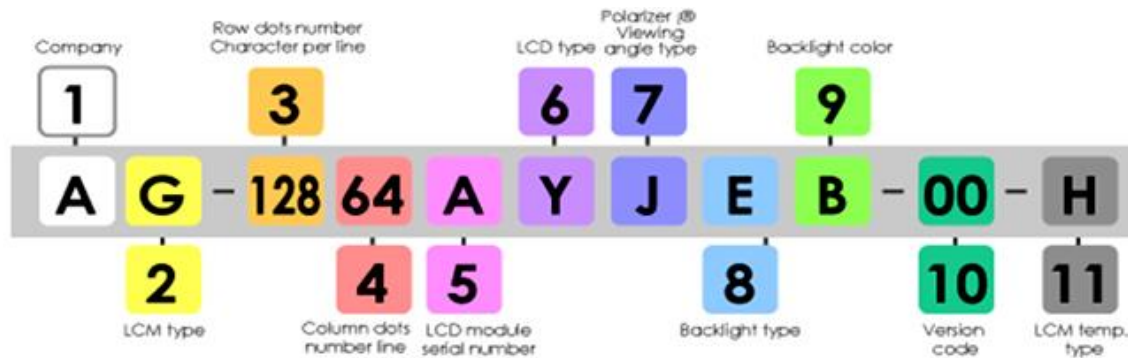 Company
Row dots number
Character per line
LCD type
Polarizer j®
Viewing
angle type
Backlight color
1
3
6
7
9
A G - 128 64 A Y J E B - 00 - H
2
4
5
8
10
11
LCM type
Column dots
number line
LCD module
serial number
Backlight type
Version
code
LCM temp.
type